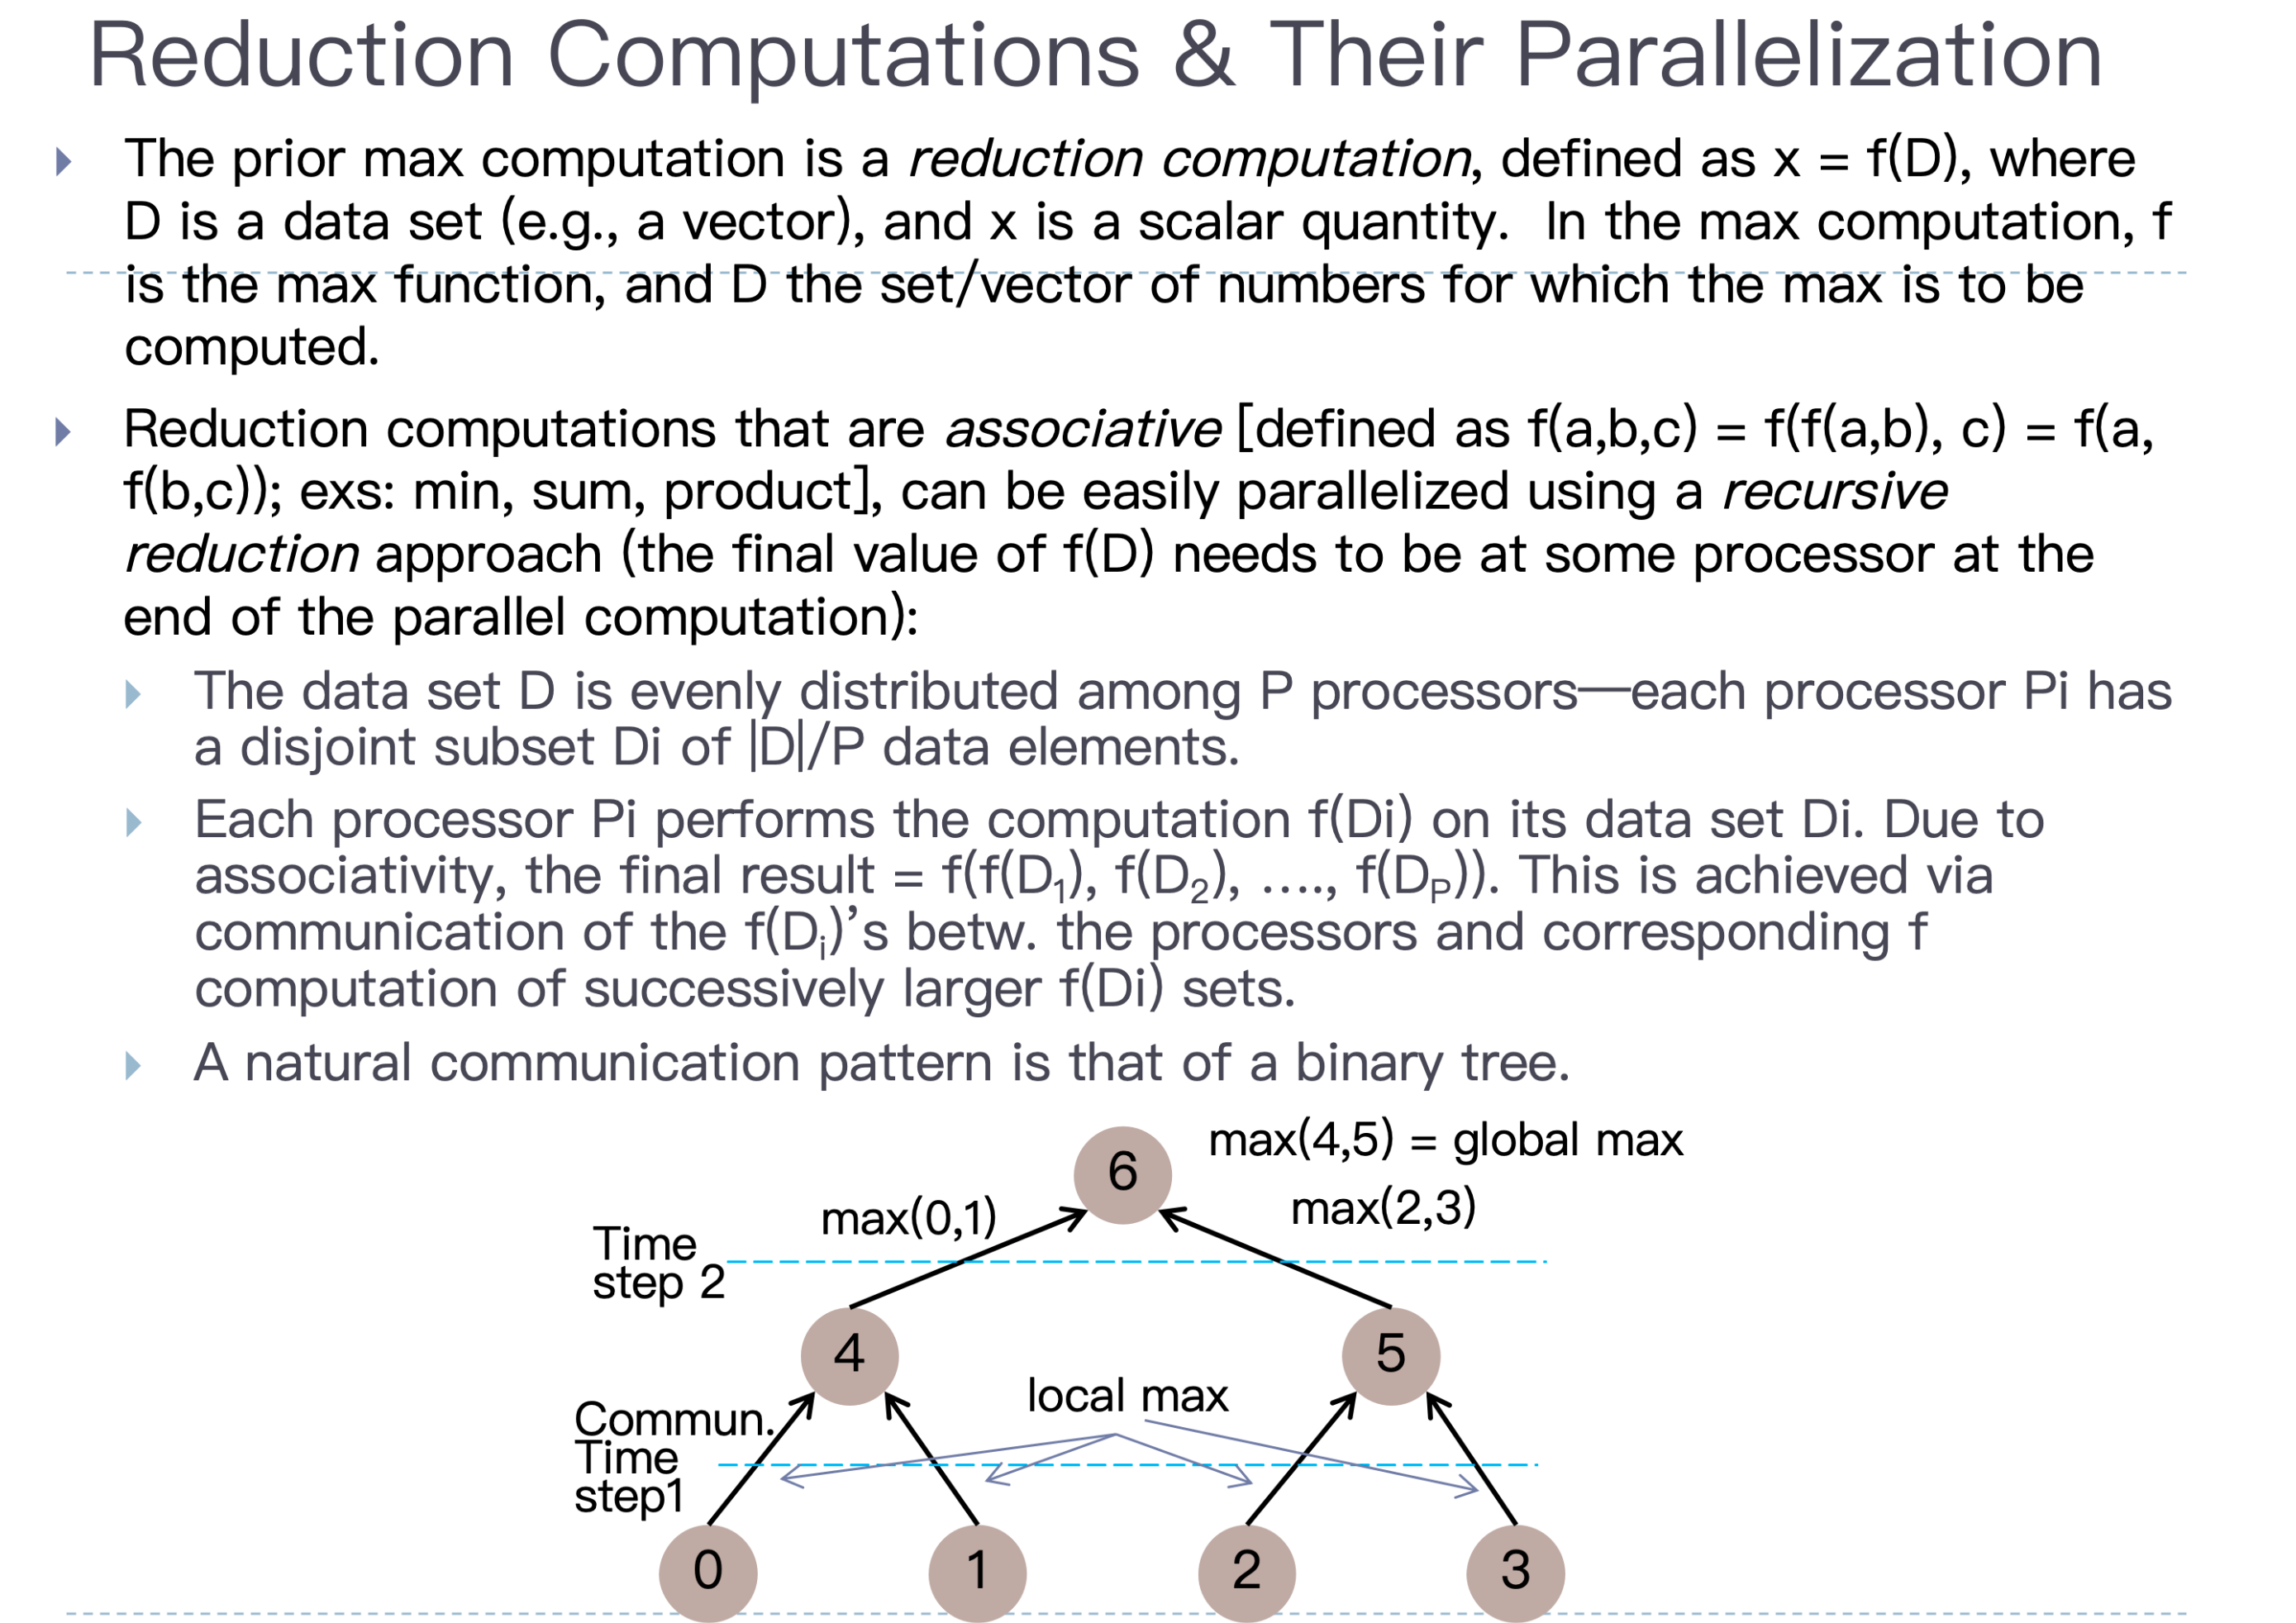 Reduction Computations & Their Parallelization
The prior max computation is a reduction computation, defined as x = f(D), where
D is a data set (e.g., a vector), and x is a scalar quantity.  In the max computation, f
is the max function, and D the set/vector of numbers for which the max is to be
computed.
Reduction computations that are associative [defined as f(a,b,c) = f(f(a,b), c) = f(a,
f(b,c)); exs: min, sum, product], can be easily parallelized using a recursive
reduction approach (the final value of f(D) needs to be at some processor at the
end of the parallel computation):
The data set D is evenly distributed among P processors—each processor Pi has
a disjoint subset Di of |D|/P data elements.
Each processor Pi performs the computation f(Di) on its data set Di. Due to
associativity, the final result = f(f(D1), f(D2), …., f(DP)). This is achieved via
communication of the f(Di)’s betw. the processors and corresponding f
computation of successively larger f(Di) sets.
A natural communication pattern is that of a binary tree.
max(4,5) = global max
6
max(0,1)
max(2,3)
Time
step 2
4
5
local max
Commun.
Time
step1
0
1
2
3